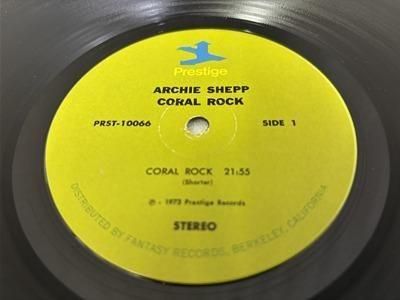 Prestige
ARCHIE SHEPP
CORAL ROCK
PRST-10066 SIDE 1
CORAL ROCK 21:55
(Shorter)
℗ - 1973 Prestige Records
STEREO
DISTRIBUTED BY FANTASY RECORDS, BERKELEY, CALIFORNIA